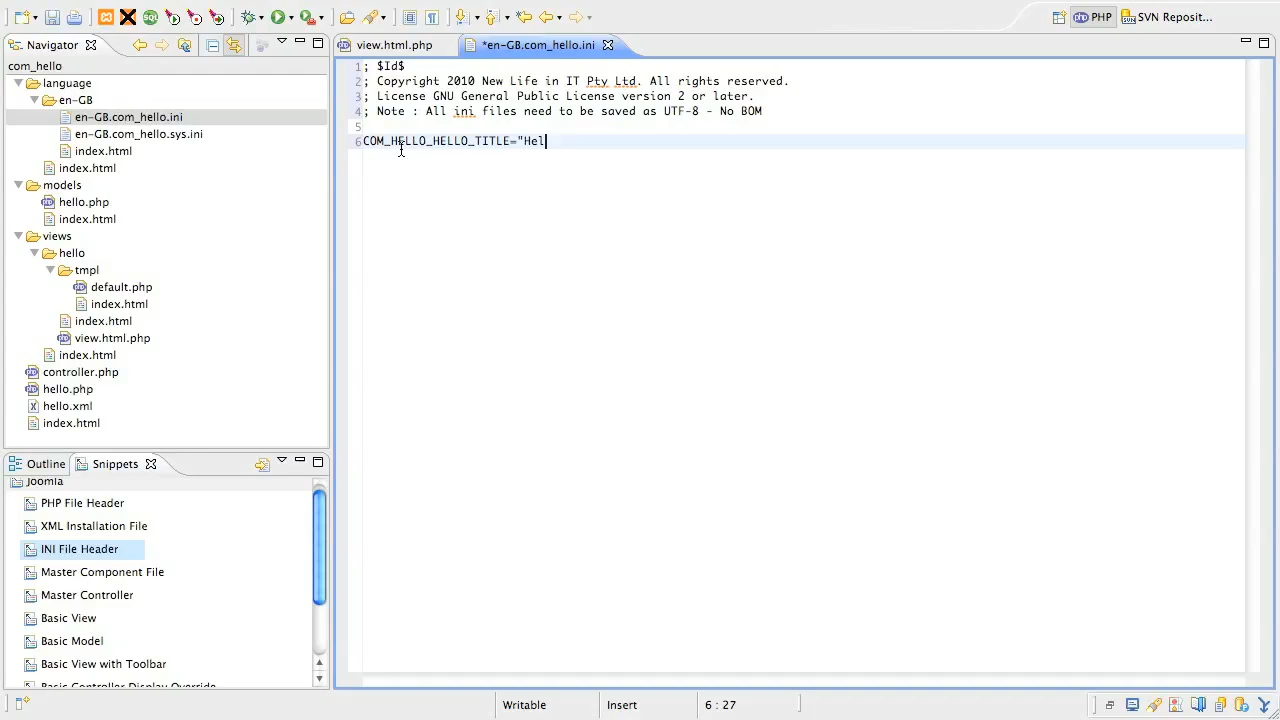 PHP
SVN Reposit...
Navigator
com_hello
language
en-GB
en-GB.com_hello.ini
en-GB.com_hello.sys.ini
index.html
index.html
models
hello.php
index.html
views
hello
tmpl
default.php
index.html
index.html
view.html.php
index.html
controller.php
hello.php
hello.xml
index.html
Outline
Snippets
Joomla
PHP File Header
XML Installation File
INI File Header
Master Component File
Master Controller
Basic View
Basic Model
Basic View with Toolbar
Basic Controller Display Override
view.html.php
*en-GB.com_hello.ini
1 ; $Id$
2 ; Copyright 2010 New Life in IT Pty Ltd. All rights reserved.
3 ; License GNU General Public License version 2 or later.
4 ; Note : All ini files need to be saved as UTF-8 - No BOM
5
6 COM_HELLO_HELLO_TITLE="Hel
Writable
Insert
6 : 27